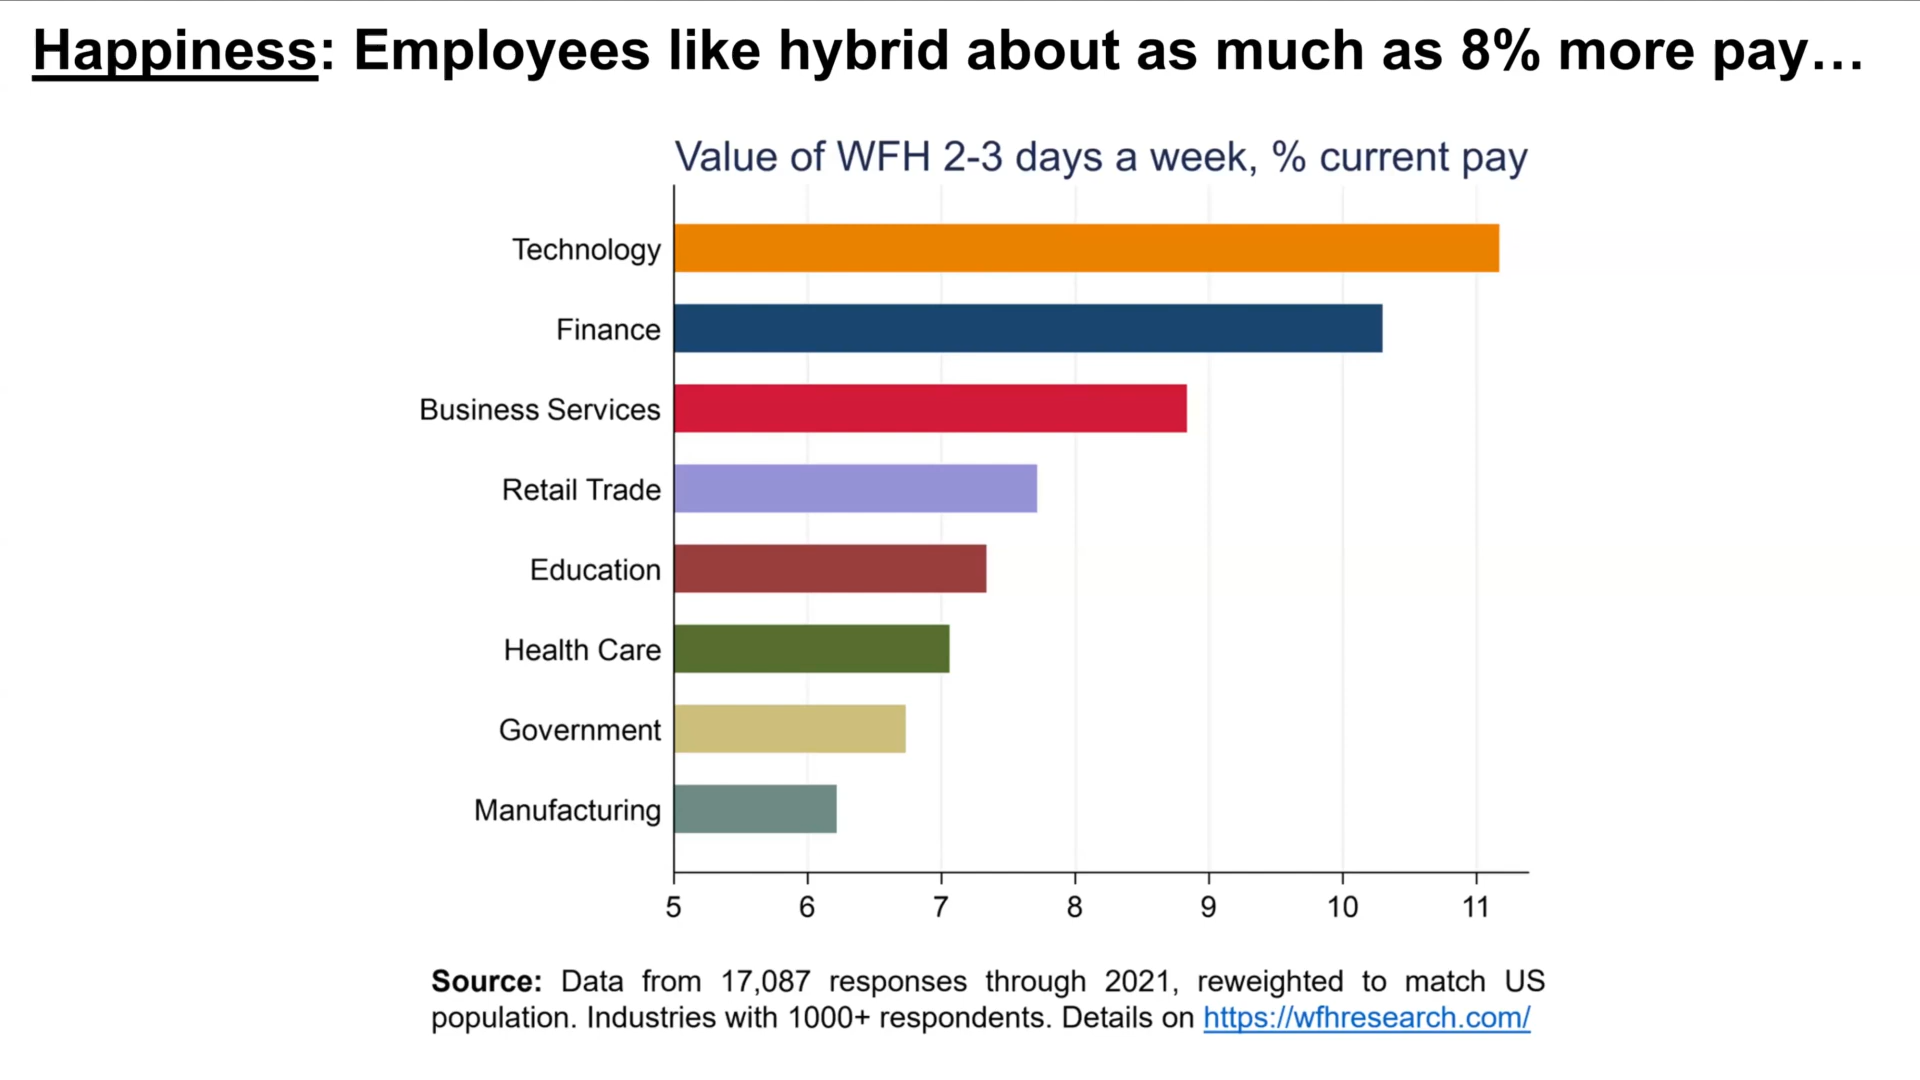 Happiness: Employees like hybrid about as much as 8% more pay…
Value of WFH 2-3 days a week, % current pay
Technology
Finance
Business Services
Retail Trade
Education
Health Care
Government
Manufacturing
5 6 7 8 9 10 11
Source: Data from 17,087 responses through 2021, reweighted to match US
population. Industries with 1000+ respondents. Details on https://wfhresearch.com/